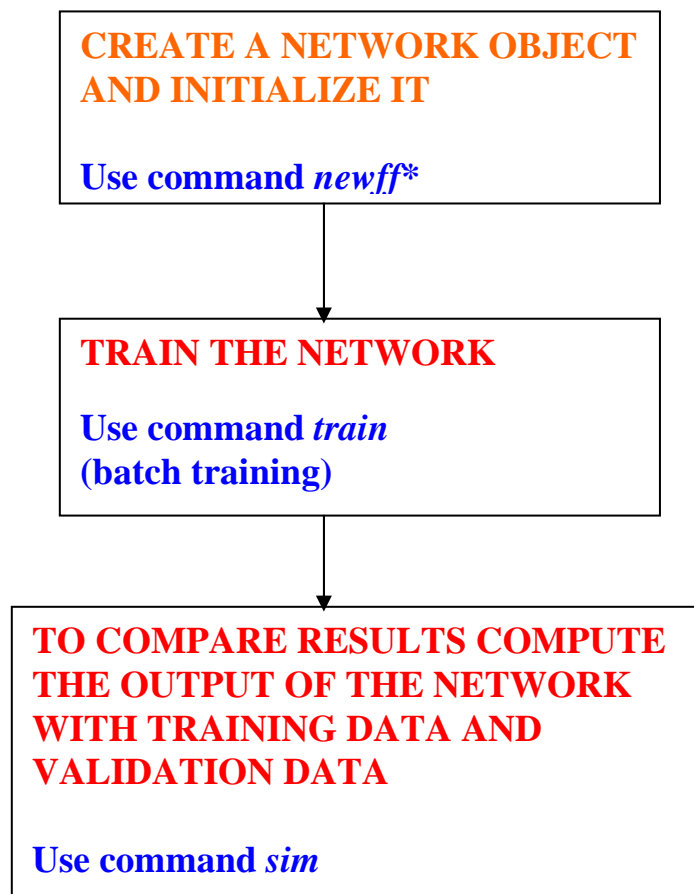 CREATE A NETWORK OBJECT
AND INITIALIZE IT
Use command newff*
TRAIN THE NETWORK
Use command train
(batch training)
TO COMPARE RESULTS COMPUTE
THE OUTPUT OF THE NETWORK
WITH TRAINING DATA AND
VALIDATION DATA
Use command sim